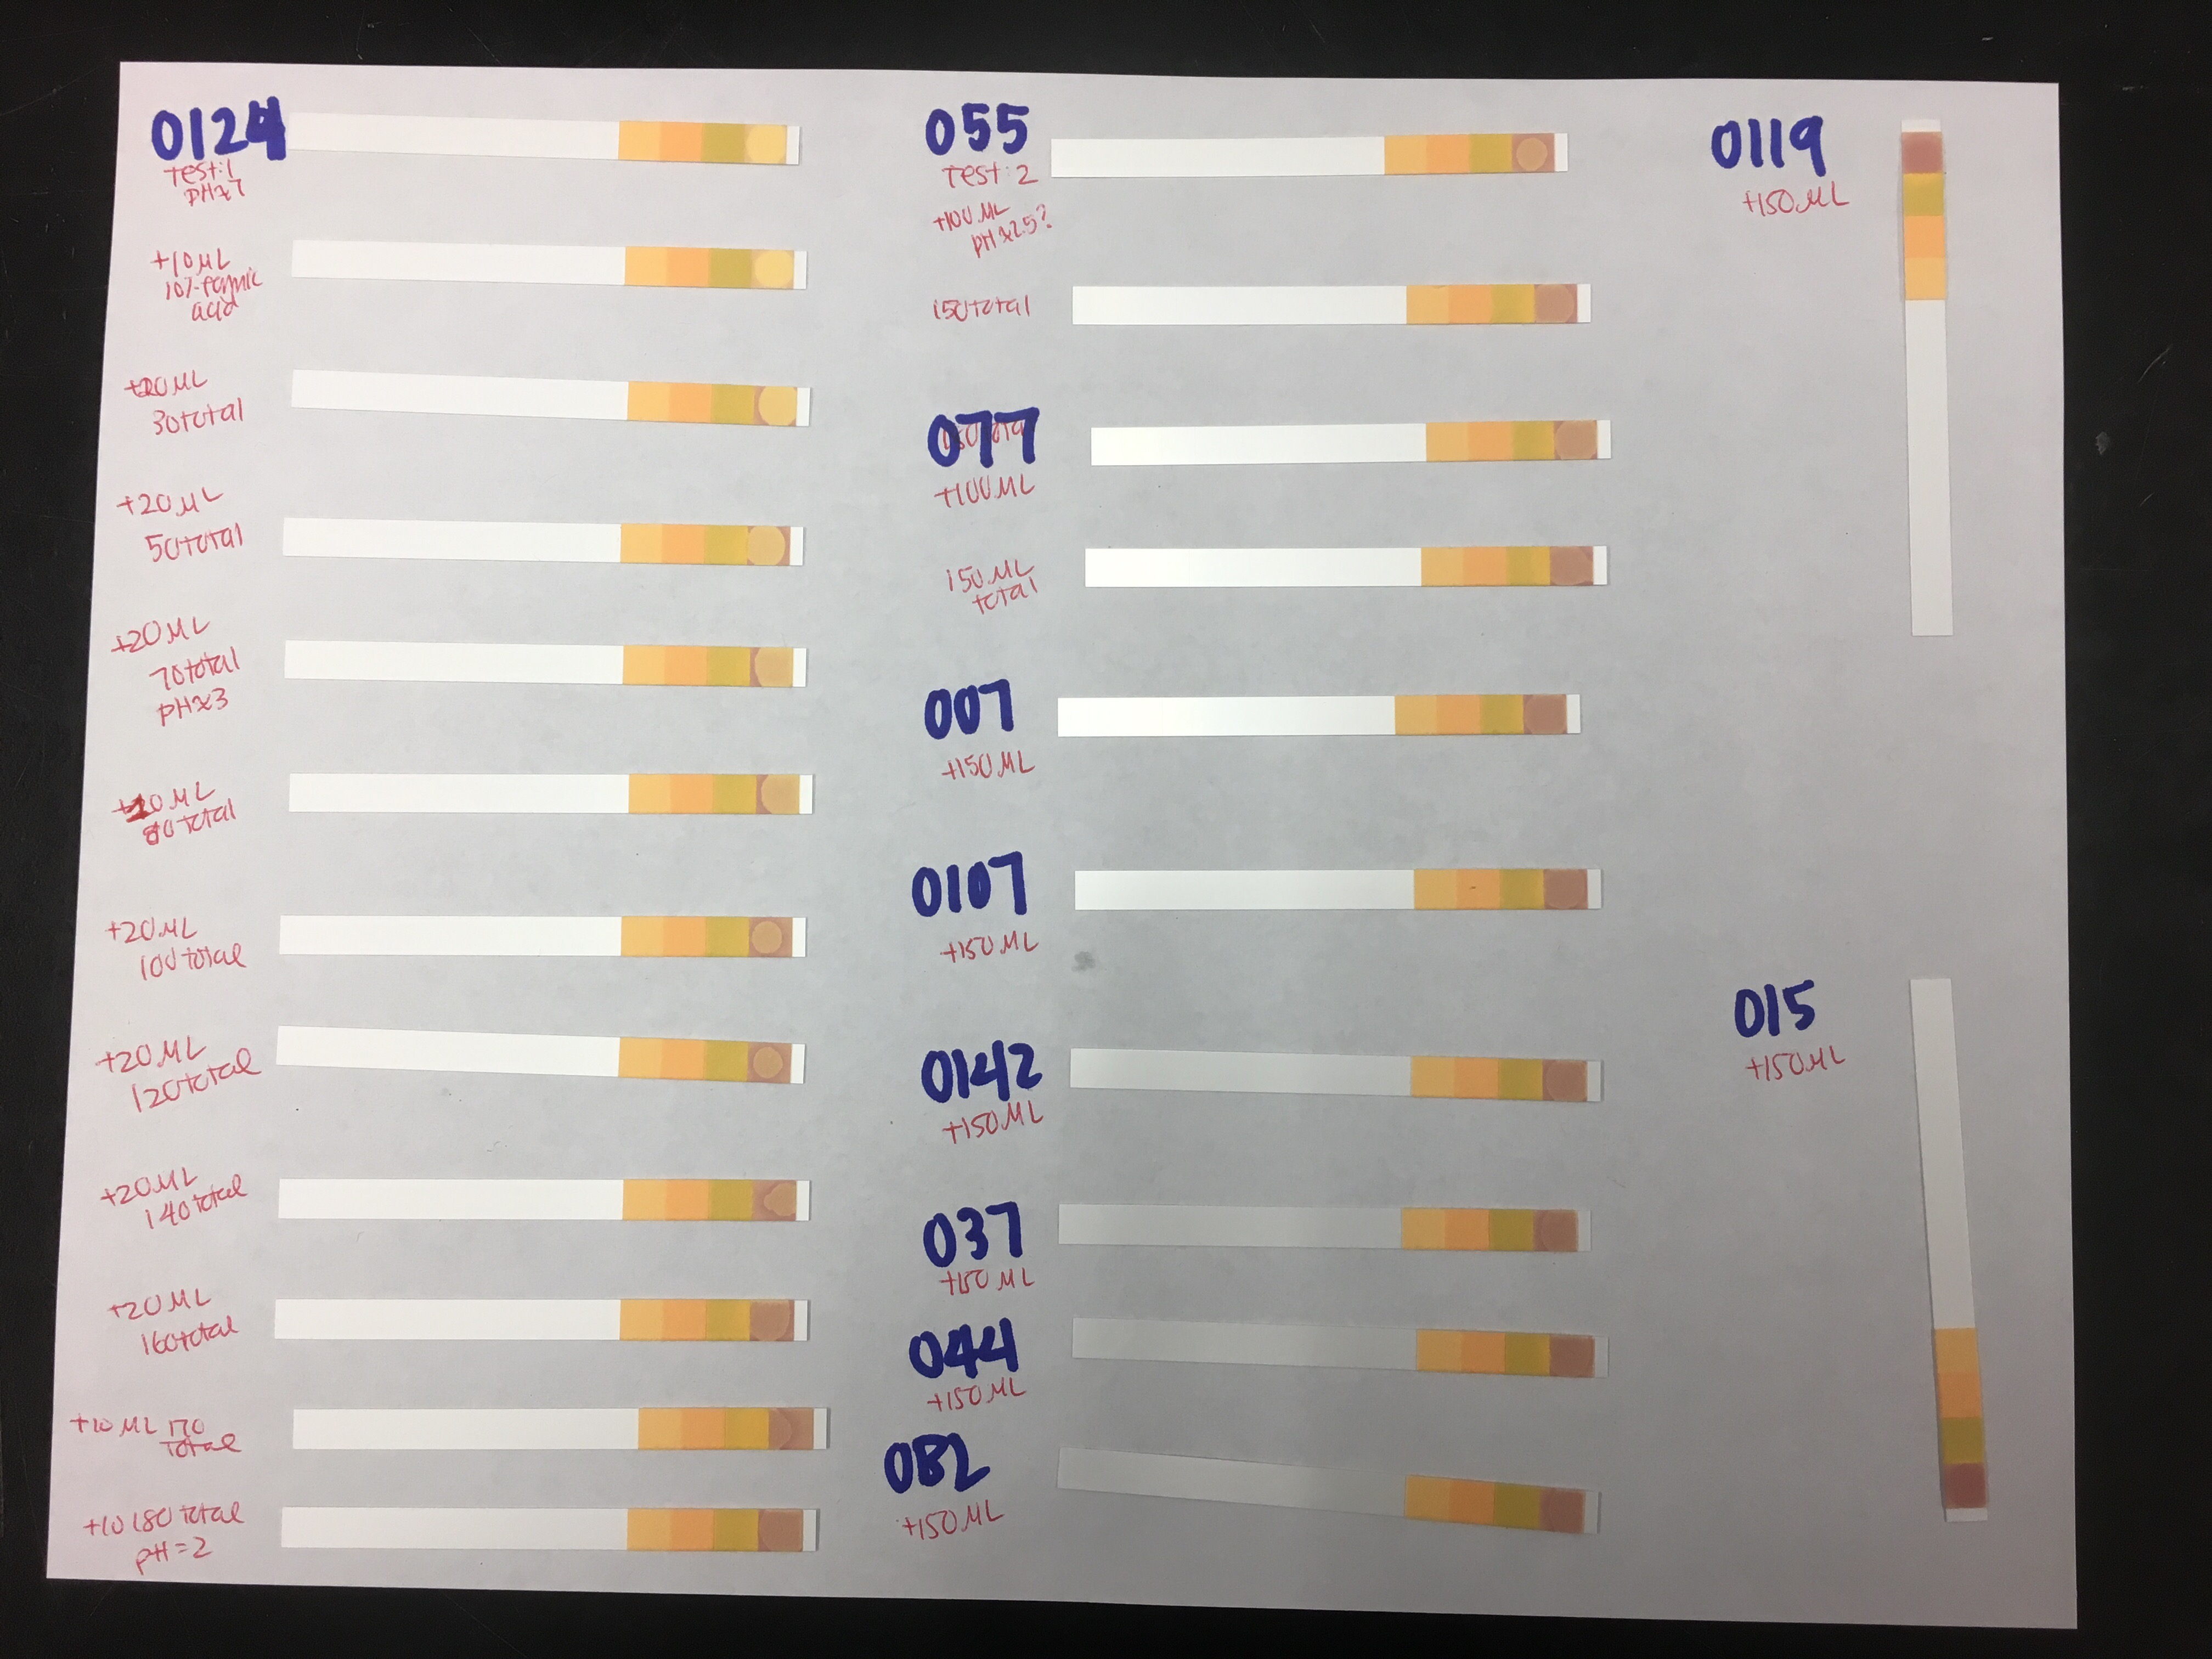 0124
test:1
pH≈7
+10 ML
10%-formic
acid
+20 ML
30 total
+20 ML
50 total
+20 ML
70 total
pH≈3
0 ML
80 total
+20 ML
100 total
+20 ML
120 total
+20 ML
140 total
+20 ML
160 total
+10 ML 170
total
+10 180 total
pH=2
055
Test: 2
+100 ML
pH≈2.5?
150 total
077
+100 ML
150 ML
total
007
+150 ML
0107
+150 ML
0142
+150 ML
037
+150 ML
044
+150 ML
082
+150 ML
0119
+150 ML
015
+150 ML